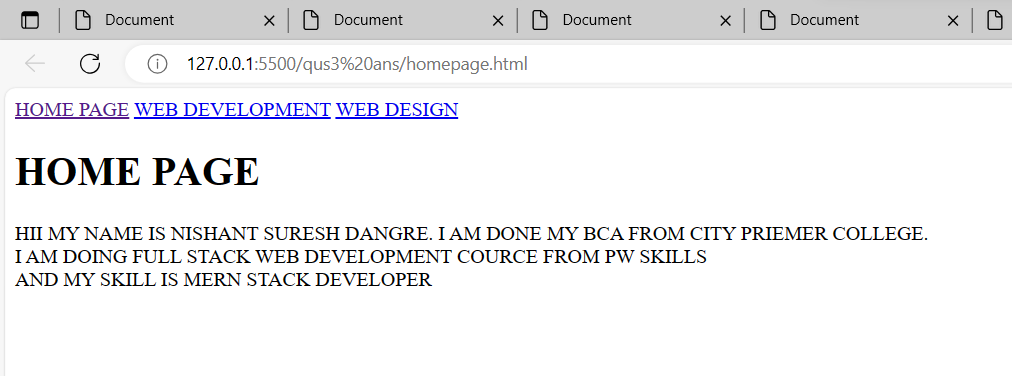 Document Document Document Document
127.0.0.1:5500/qus3%20ans/homepage.html
HOME PAGE WEB DEVELOPMENT WEB DESIGN
HOME PAGE
HII MY NAME IS NISHANT SURESH DANGRE. I AM DONE MY BCA FROM CITY PRIEMER COLLEGE.
I AM DOING FULL STACK WEB DEVELOPMENT COURCE FROM PW SKILLS
AND MY SKILL IS MERN STACK DEVELOPER